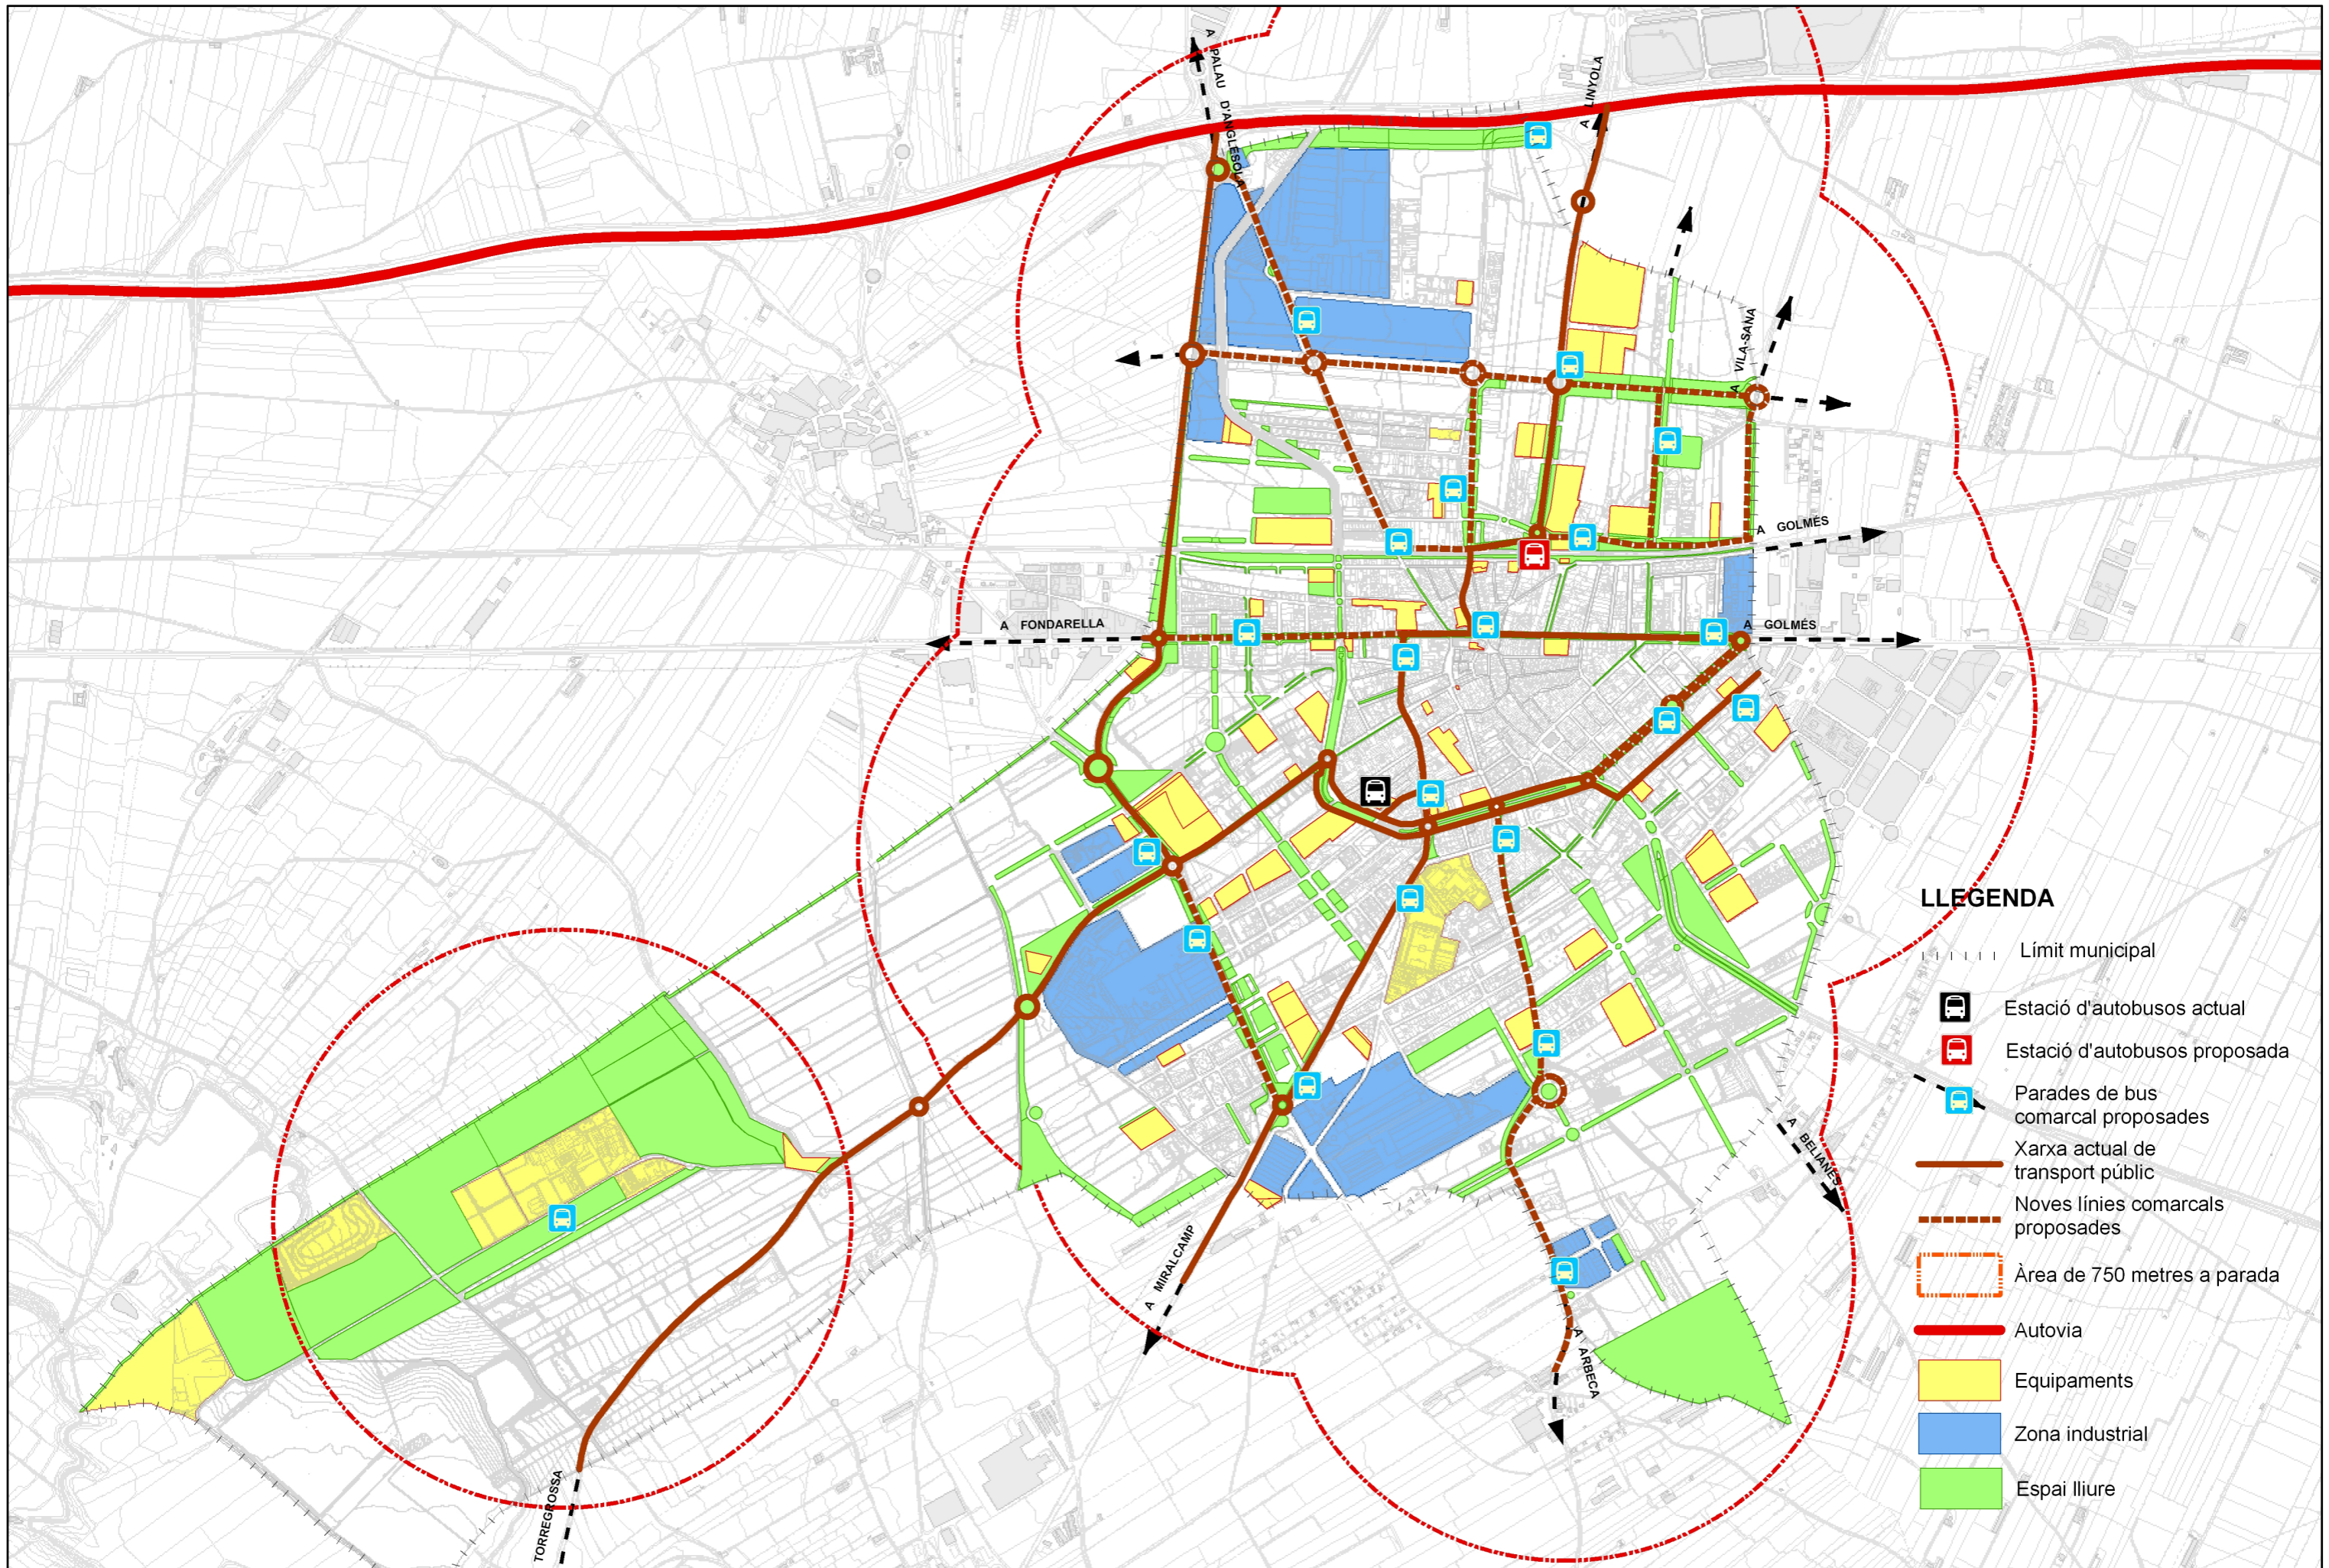 A PALAU D'ANGLESOLA
A LINYOLA
A VILA-SANA
A GOLMÉS
A FONDARELLA
A GOLMÉS
LLEGENDA
Límit municipal
Estació d'autobusos actual
Estació d'autobusos proposada
Parades de bus
comarcal proposades
Xarxa actual de
transport públic
Noves línies comarcals
proposades
Àrea de 750 metres a parada
Autovia
Equipaments
Zona industrial
Espai lliure
A BELIANES
A MIRALCAMP
A ARBECA
TORREGROSSA